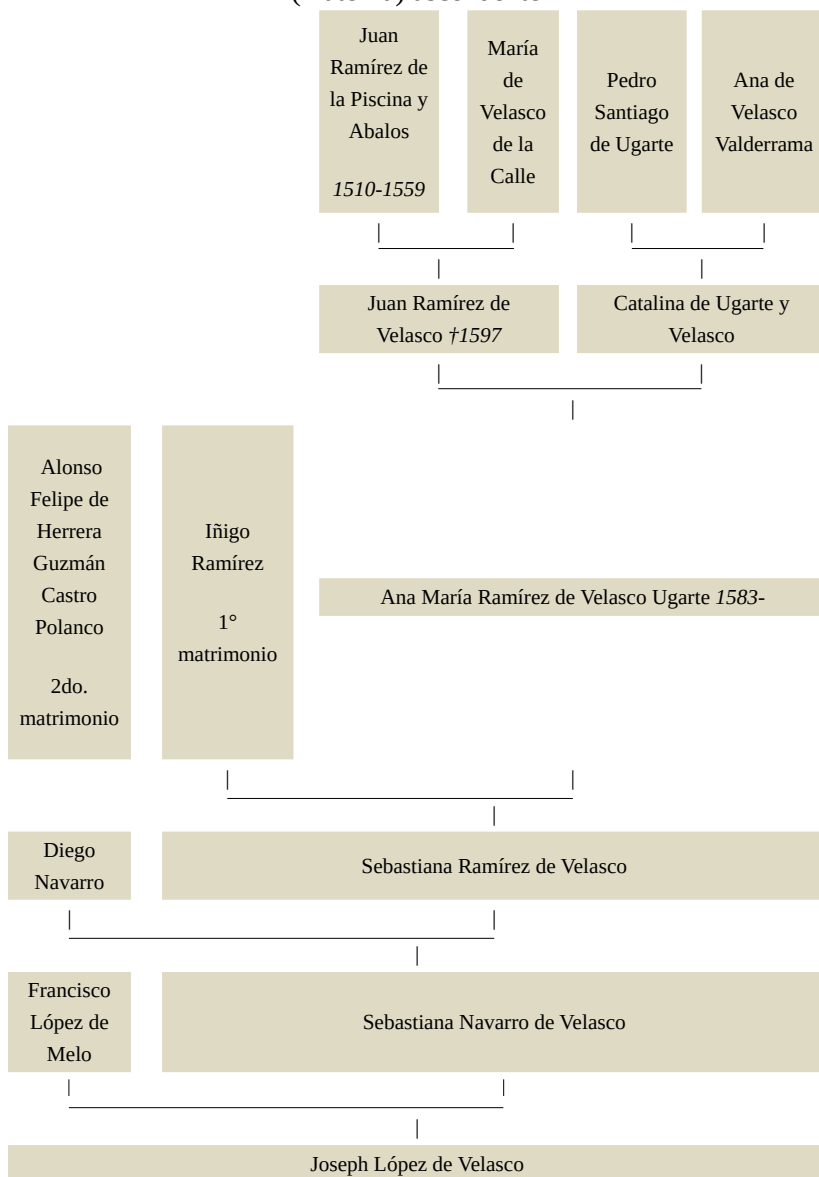 Juan
Ramírez de
la Piscina y
Abalos
1510-1559
María
de
Velasco
de la
Calle
Pedro
Santiago
de Ugarte
Ana de
Velasco
Valderrama
Juan Ramírez de
Velasco †1597
Catalina de Ugarte y
Velasco
Alonso
Felipe de
Herrera
Guzmán
Castro
Polanco
2do.
matrimonio
Iñigo
Ramírez
1°
matrimonio
Ana María Ramírez de Velasco Ugarte 1583-
Diego
Navarro
Sebastiana Ramírez de Velasco
Francisco
López de
Melo
Sebastiana Navarro de Velasco
Joseph López de Velasco